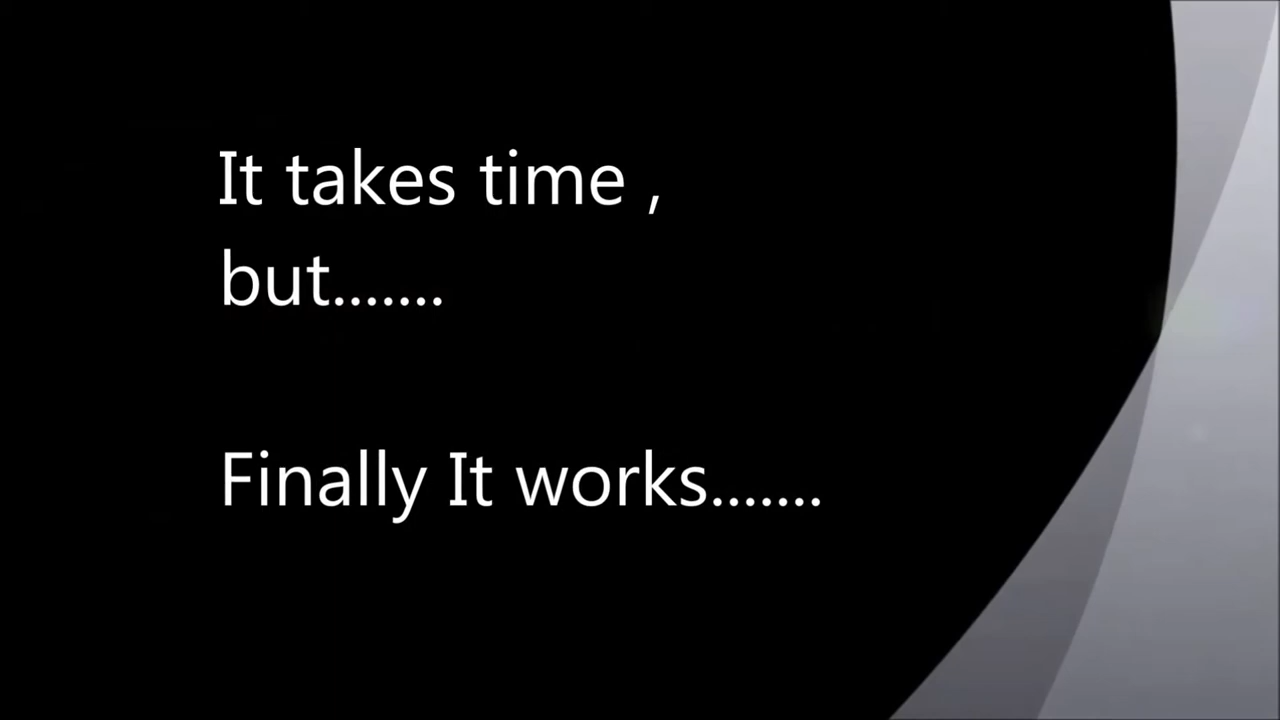 It takes time ,
but.......
Finally It works.......